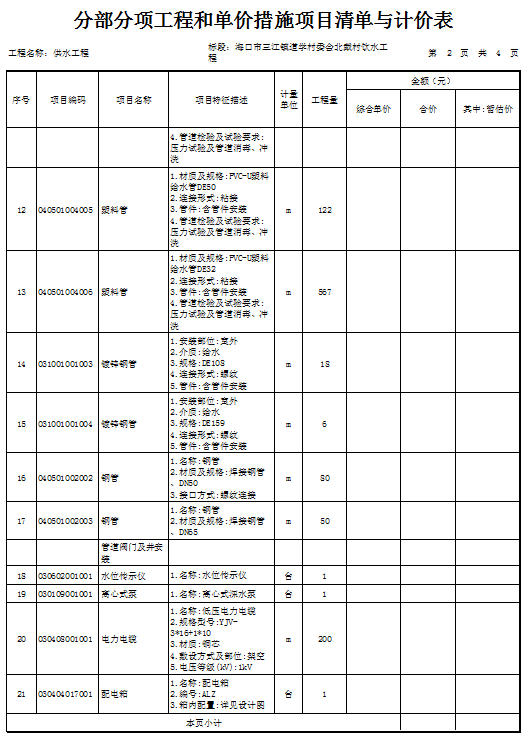 分部分项工程和单价措施项目清单与计价表
工程名称：供水工程
标段：海口市三江镇道学村委会北戴村饮水工
程
第 2 页 共 4 页
序号 项目编码 项目名称 项目特征描述 计量
单位 工程量 金额（元）
综合单价 合价 其中：暂估价
4.管道检验及试验要求：
压力试验及管道消毒、冲
洗
12 040501004005 塑料管 m 122
1.材质及规格:PVC-U塑料
给水管DE50
2.连接形式:粘接
3.管件:含管件安装
4.管道检验及试验要求：
压力试验及管道消毒、冲
洗
13 040501004006 塑料管 m 567
1.材质及规格:PVC-U塑料
给水管DE32
2.连接形式:粘接
3.管件:含管件安装
4.管道检验及试验要求：
压力试验及管道消毒、冲
洗
14 031001001003 镀锌钢管 m 18
1.安装部位:室外
2.介质:给水
3.规格:DE108
4.连接形式:螺纹
5.管件:含管件安装
15 031001001004 镀锌钢管 m 6
1.安装部位:室外
2.介质:给水
3.规格:DE159
4.连接形式:螺纹
5.管件:含管件安装
16 040501002002 钢管 m 80
1.名称:钢管
2.材质及规格:焊接钢管
、DN50
3.接口方式:螺纹连接
17 040501002003 钢管 m 50
1.名称:钢管
2.材质及规格:焊接钢管
、DN65
管道阀门及井安
装
18 030602001001 水位传示仪 1.名称:水位传示仪 台 1
19 030109001001 离心式泵 1.名称:离心式深水泵 台 1
20 030408001001 电力电缆 m 200
1.名称:低压电力电缆
2.规格型号:YJV-
3*16+1*10
3.材质:铜芯
4.敷设方式及部位:架空
5.电压等级(kV):1kV
21 030404017001 配电箱 台 1
1.名称:配电箱
2.编号:ALZ
3.箱内配置:详见设计图
本页小计